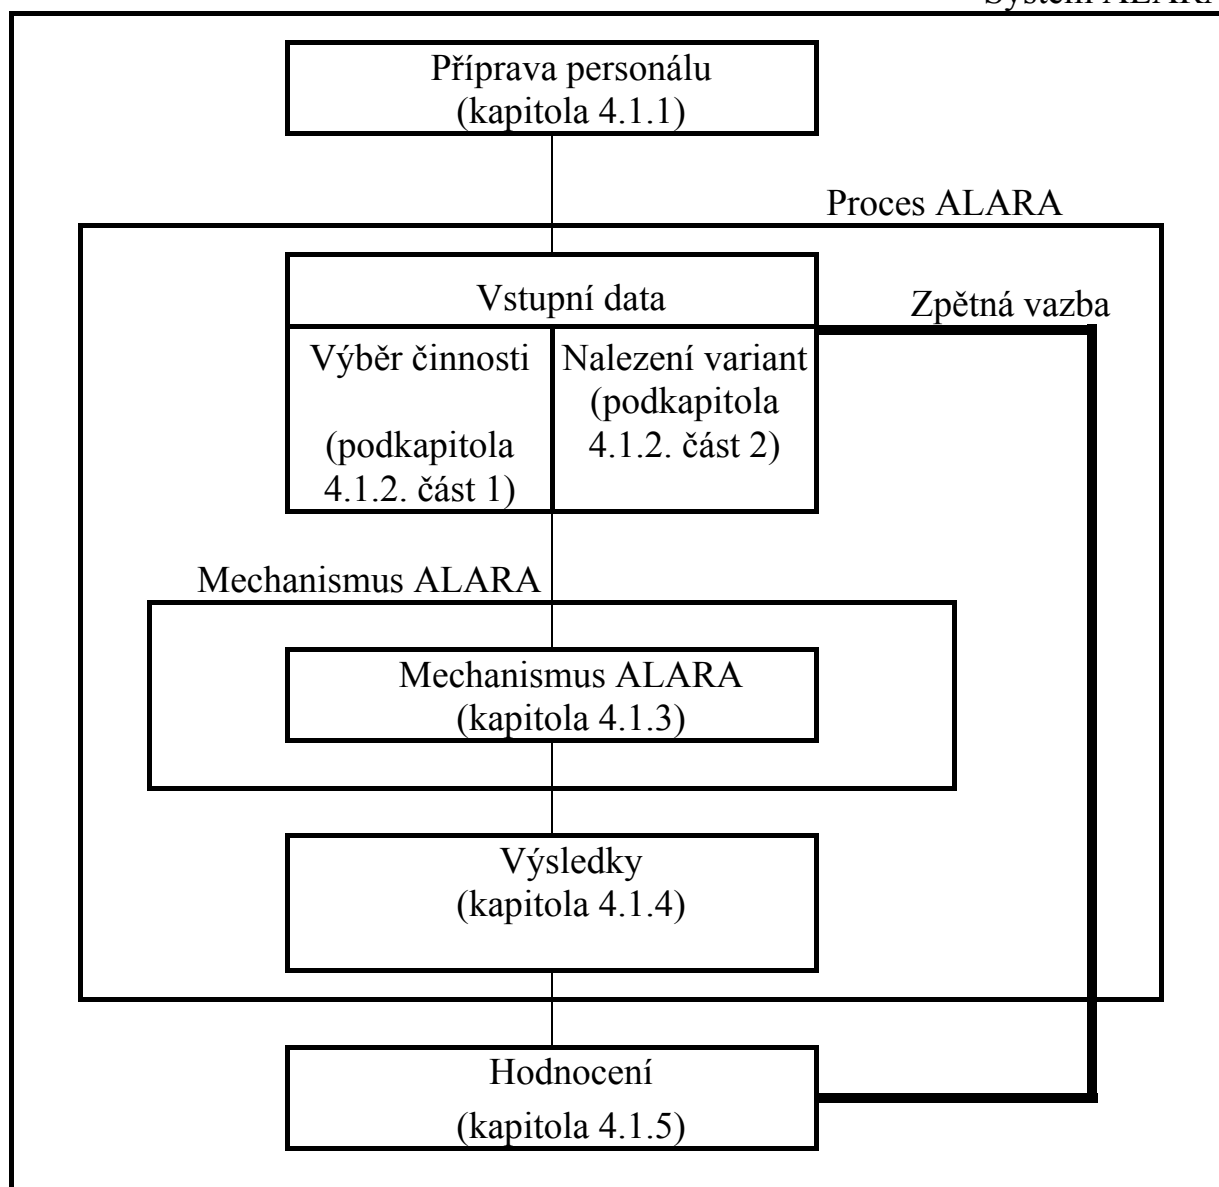 Systém ALARA
Příprava personálu
(kapitola 4.1.1)
Proces ALARA
Vstupní data
Zpětná vazba
Výběr činnosti
(podkapitola
4.1.2. část 1)
Nalezení variant
(podkapitola
4.1.2. část 2)
Mechanismus ALARA
Mechanismus ALARA
(kapitola 4.1.3)
Výsledky
(kapitola 4.1.4)
Hodnocení
(kapitola 4.1.5)